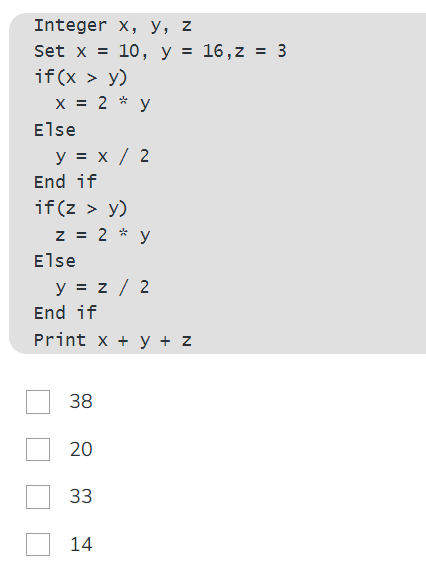 Integer x, y, z
Set x = 10, y = 16,z = 3
if(x > y)
x = 2 * y
Else
y = x / 2
End if
if(z > y)
z = 2 * y
Else
y = z / 2
End if
Print x + y + z
38
20
33
14